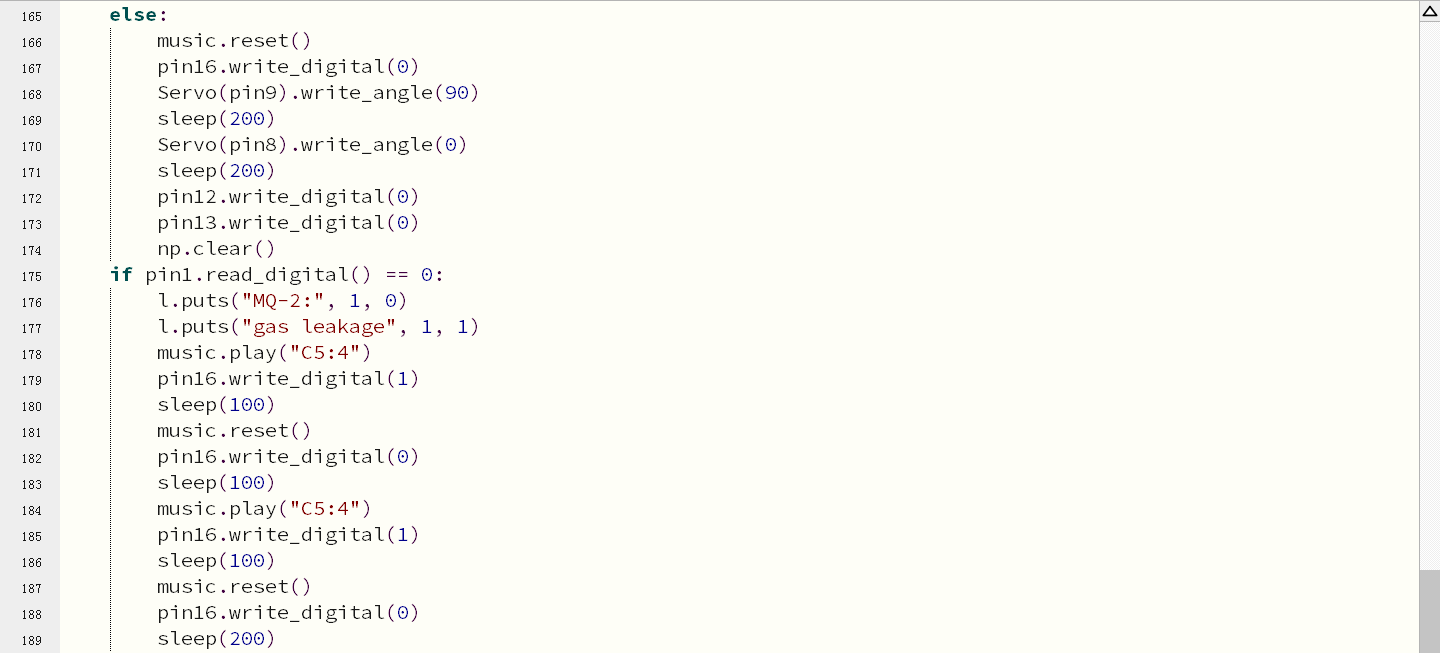 165 else:
166 music.reset()
167 pin16.write_digital(0)
168 Servo(pin9).write_angle(90)
169 sleep(200)
170 Servo(pin8).write_angle(0)
171 sleep(200)
172 pin12.write_digital(0)
173 pin13.write_digital(0)
174 np.clear()
175 if pin1.read_digital() == 0:
176 l.puts("MQ-2:", 1, 0)
177 l.puts("gas leakage", 1, 1)
178 music.play("C5:4")
179 pin16.write_digital(1)
180 sleep(100)
181 music.reset()
182 pin16.write_digital(0)
183 sleep(100)
184 music.play("C5:4")
185 pin16.write_digital(1)
186 sleep(100)
187 music.reset()
188 pin16.write_digital(0)
189 sleep(200)